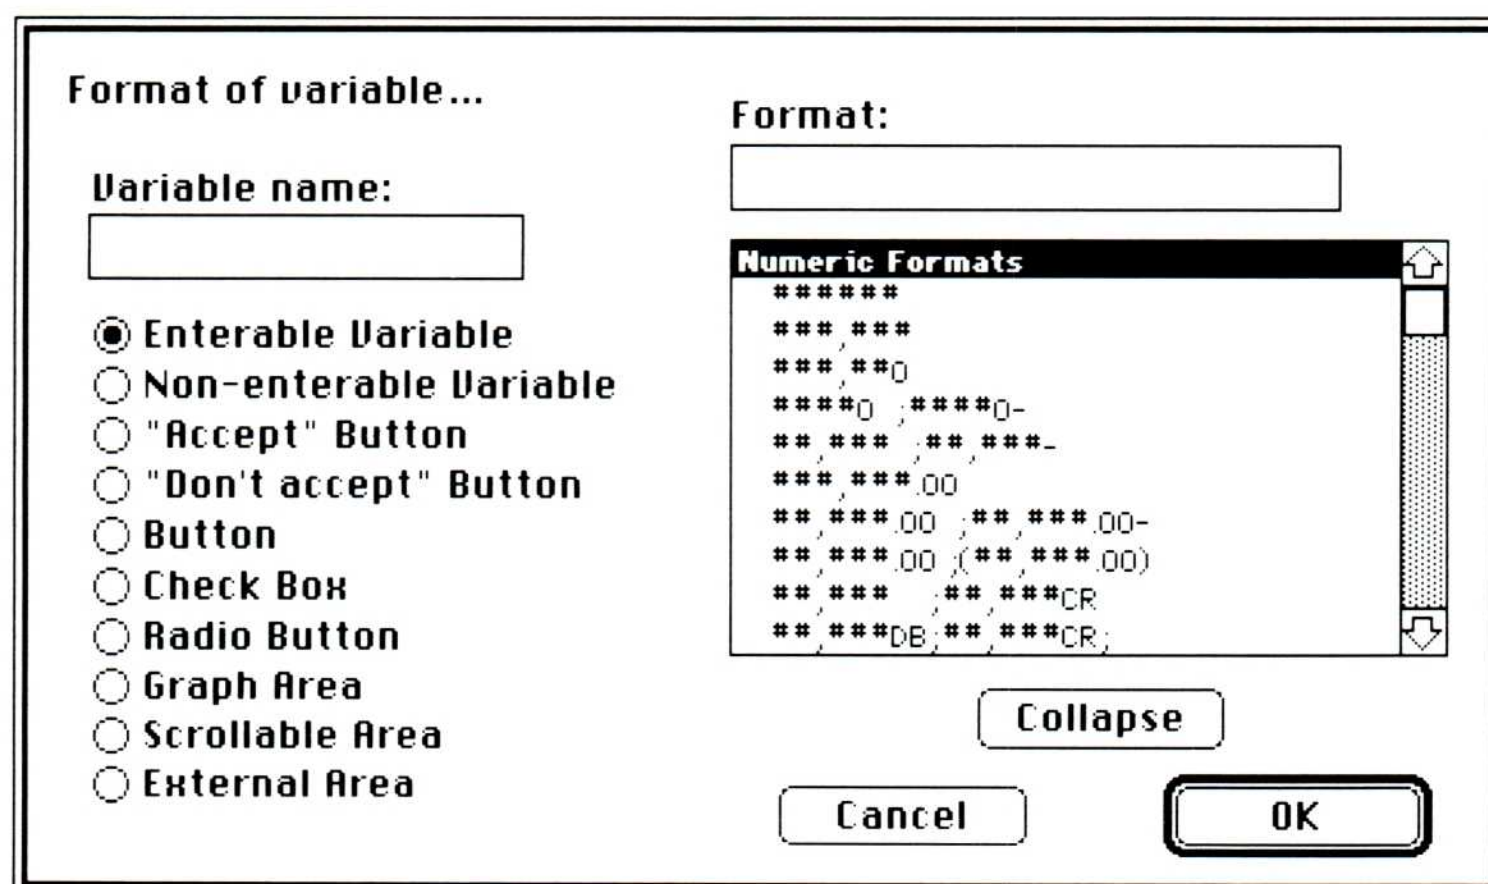 Format of variable...
Variable name:
Enterable Variable
Non-enterable Variable
"Accept" Button
"Don't accept" Button
Button
Check Box
Radio Button
Graph Area
Scrollable Area
External Area
Format:
Numeric Formats
######
###,###
###,##0
####0 ;####0-
##,### ;##,###-
###,###.00
##,###.00 ;##,###.00-
##,###.00 ;(##,###.00)
##,###   ;##,###CR
##,###DB;##,###CR;
Collapse
Cancel
OK